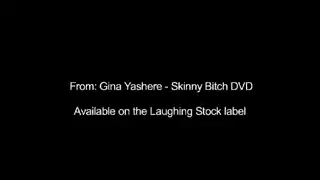 From: Gina Yashere - Skinny Bitch DVD
Available on the Laughing Stock label